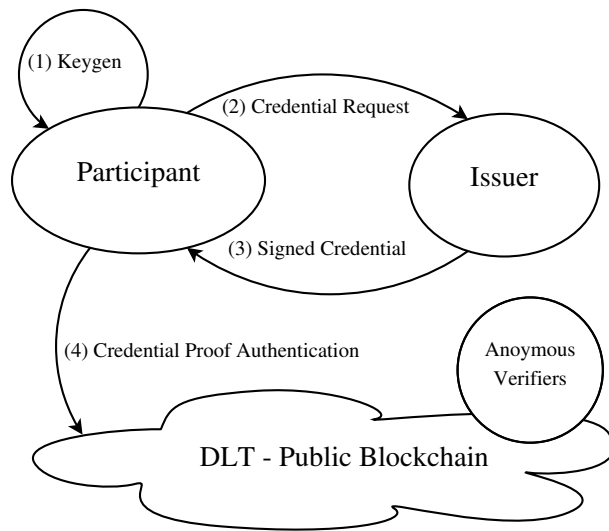 (1) Keygen
(2) Credential Request
Participant
Issuer
(3) Signed Credential
(4) Credential Proof Authentication
Anoymous
Verifiers
DLT - Public Blockchain